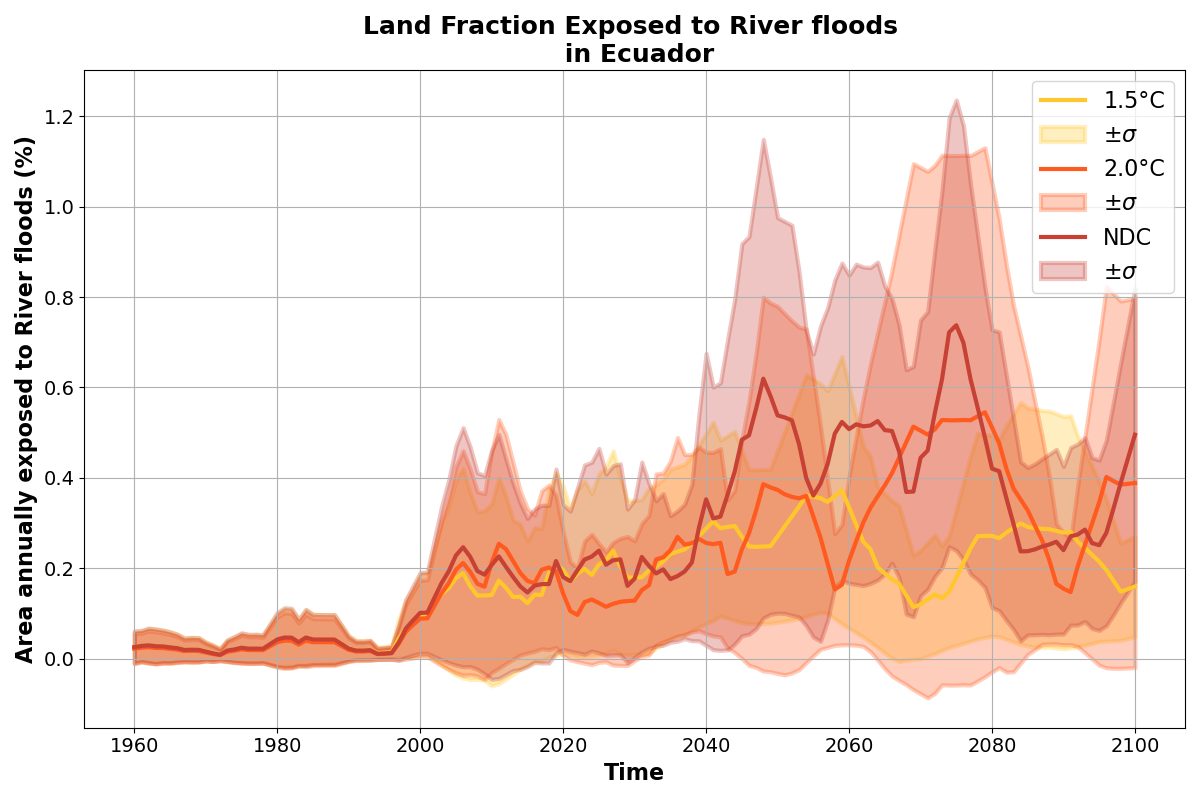 Land Fraction Exposed to River floods
in Ecuador
Area annually exposed to River floods (%)
1.2
1.0
0.8
0.6
0.4
0.2
0.0
1960
1980
2000
2020
2040
2060
2080
2100
Time
1.5°C
±σ
2.0°C
±σ
NDC
±σ